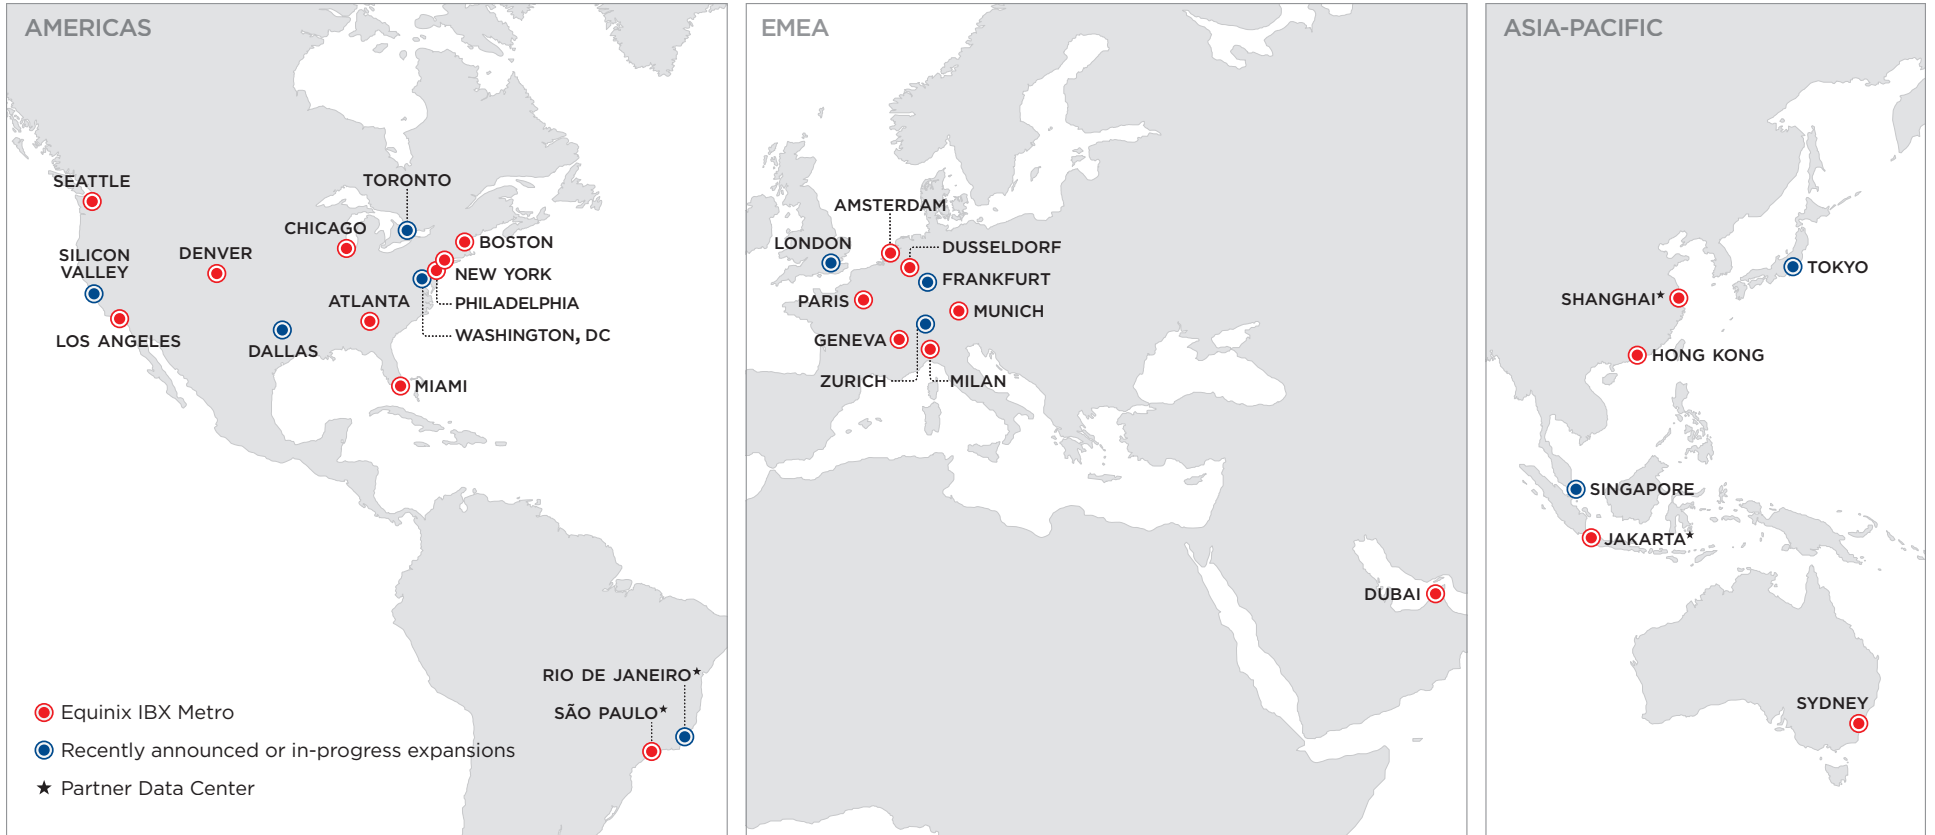 AMERICAS
SEATTLE
TORONTO
CHICAGO
BOSTON
SILICON
VALLEY
DENVER
NEW YORK
ATLANTA
PHILADELPHIA
LOS ANGELES
DALLAS
WASHINGTON, DC
MIAMI
RIO DE JANEIRO★
SÃO PAULO★
Equinix IBX Metro
Recently announced or in-progress expansions
★ Partner Data Center
EMEA
AMSTERDAM
LONDON
DUSSELDORF
FRANKFURT
PARIS
MUNICH
GENEVA
ZURICH
MILAN
DUBAI
ASIA-PACIFIC
TOKYO
SHANGHAI★
HONG KONG
SINGAPORE
JAKARTA★
SYDNEY